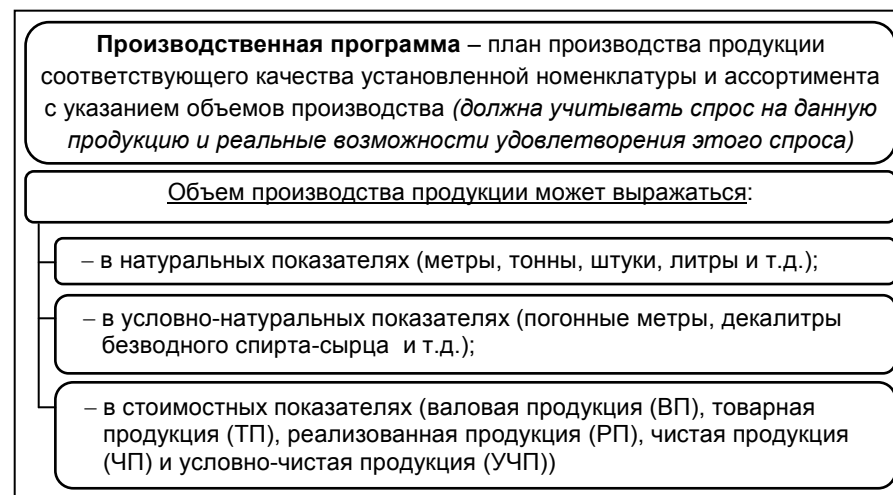 Производственная программа – план производства продукции
соответствующего качества установленной номенклатуры и ассортимента
с указанием объемов производства (должна учитывать спрос на данную
продукцию и реальные возможности удовлетворения этого спроса)
Объем производства продукции может выражаться:
– в натуральных показателях (метры, тонны, штуки, литры и т.д.);
– в условно-натуральных показателях (погонные метры, декалитры
безводного спирта-сырца и т.д.);
– в стоимостных показателях (валовая продукция (ВП), товарная
продукция (ТП), реализованная продукция (РП), чистая продукция
(ЧП) и условно-чистая продукция (УЧП))